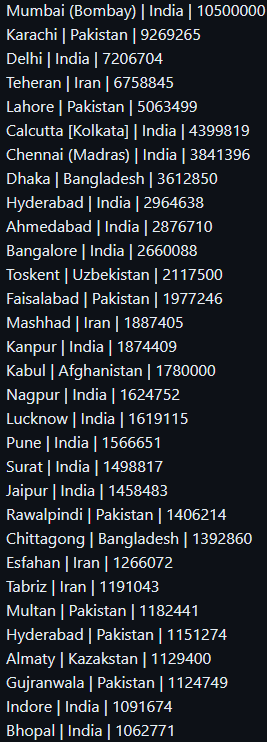 Mumbai (Bombay) | India | 10500000
Karachi | Pakistan | 9269265
Delhi | India | 7206704
Teheran | Iran | 6758845
Lahore | Pakistan | 5063499
Calcutta [Kolkata] | India | 4399819
Chennai (Madras) | India | 3841396
Dhaka | Bangladesh | 3612850
Hyderabad | India | 2964638
Ahmedabad | India | 2876710
Bangalore | India | 2660088
Toskent | Uzbekistan | 2117500
Faisalabad | Pakistan | 1977246
Mashhad | Iran | 1887405
Kanpur | India | 1874409
Kabul | Afghanistan | 1780000
Nagpur | India | 1624752
Lucknow | India | 1619115
Pune | India | 1566651
Surat | India | 1498817
Jaipur | India | 1458483
Rawalpindi | Pakistan | 1406214
Chittagong | Bangladesh | 1392860
Esfahan | Iran | 1266072
Tabriz | Iran | 1191043
Multan | Pakistan | 1182441
Hyderabad | Pakistan | 1151274
Almaty | Kazakstan | 1129400
Gujranwala | Pakistan | 1124749
Indore | India | 1091674
Bhopal | India | 1062771